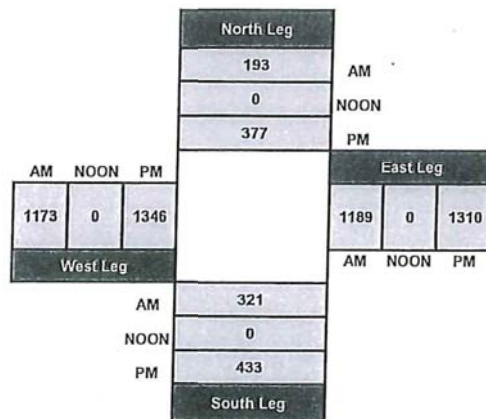 North Leg
193 AM
0 NOON
377 PM
AM NOON PM
East Leg
1173 0 1346
1189 0 1310
West Leg
AM NOON PM
AM 321
NOON 0
PM 433
South Leg